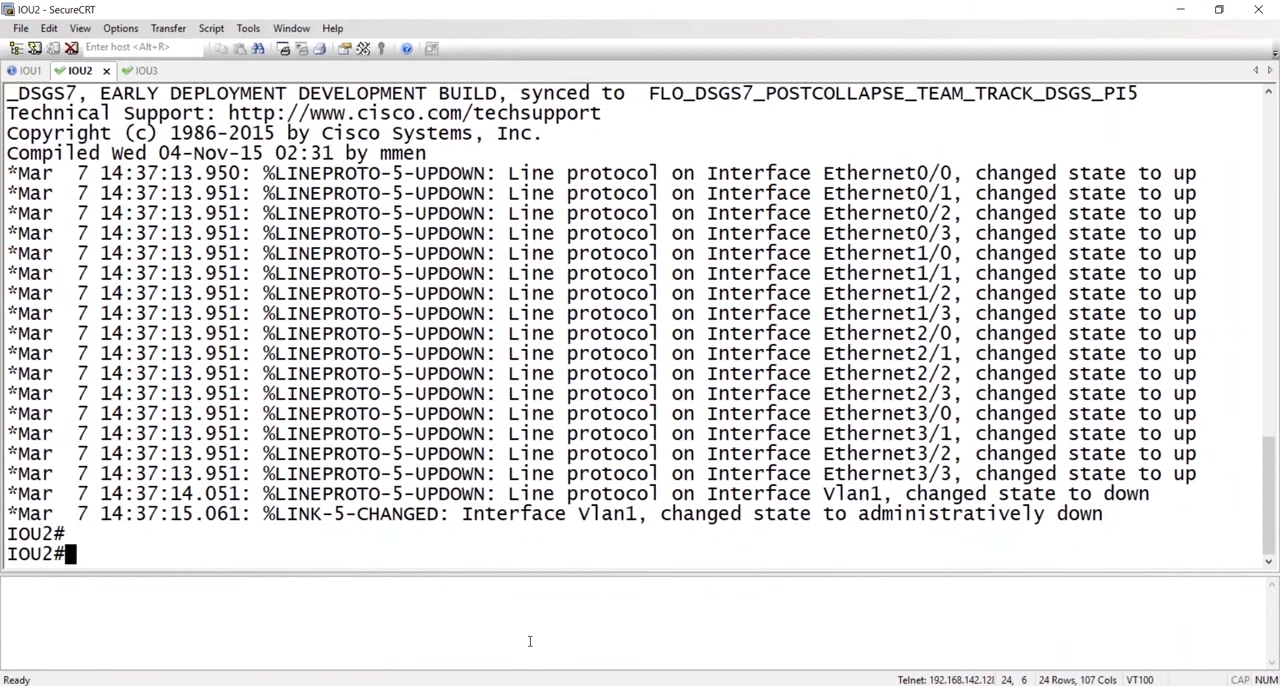 IOU2 - SecureCRT
File Edit View Options Transfer Script Tools Window Help
Enter host <Alt+R>
IOU1 IOU2 IOU3
_DSGS7, EARLY DEPLOYMENT DEVELOPMENT BUILD, synced to  FLO_DSGS7_POSTCOLLAPSE_TEAM_TRACK_DSGS_PI5
Technical Support: http://www.cisco.com/techsupport
Copyright (c) 1986-2015 by Cisco Systems, Inc.
Compiled Wed 04-Nov-15 02:31 by mmen
*Mar  7 14:37:13.950: %LINEPROTO-5-UPDOWN: Line protocol on Interface Ethernet0/0, changed state to up
*Mar  7 14:37:13.951: %LINEPROTO-5-UPDOWN: Line protocol on Interface Ethernet0/1, changed state to up
*Mar  7 14:37:13.951: %LINEPROTO-5-UPDOWN: Line protocol on Interface Ethernet0/2, changed state to up
*Mar  7 14:37:13.951: %LINEPROTO-5-UPDOWN: Line protocol on Interface Ethernet0/3, changed state to up
*Mar  7 14:37:13.951: %LINEPROTO-5-UPDOWN: Line protocol on Interface Ethernet1/0, changed state to up
*Mar  7 14:37:13.951: %LINEPROTO-5-UPDOWN: Line protocol on Interface Ethernet1/1, changed state to up
*Mar  7 14:37:13.951: %LINEPROTO-5-UPDOWN: Line protocol on Interface Ethernet1/2, changed state to up
*Mar  7 14:37:13.951: %LINEPROTO-5-UPDOWN: Line protocol on Interface Ethernet1/3, changed state to up
*Mar  7 14:37:13.951: %LINEPROTO-5-UPDOWN: Line protocol on Interface Ethernet2/0, changed state to up
*Mar  7 14:37:13.951: %LINEPROTO-5-UPDOWN: Line protocol on Interface Ethernet2/1, changed state to up
*Mar  7 14:37:13.951: %LINEPROTO-5-UPDOWN: Line protocol on Interface Ethernet2/2, changed state to up
*Mar  7 14:37:13.951: %LINEPROTO-5-UPDOWN: Line protocol on Interface Ethernet2/3, changed state to up
*Mar  7 14:37:13.951: %LINEPROTO-5-UPDOWN: Line protocol on Interface Ethernet3/0, changed state to up
*Mar  7 14:37:13.951: %LINEPROTO-5-UPDOWN: Line protocol on Interface Ethernet3/1, changed state to up
*Mar  7 14:37:13.951: %LINEPROTO-5-UPDOWN: Line protocol on Interface Ethernet3/2, changed state to up
*Mar  7 14:37:13.951: %LINEPROTO-5-UPDOWN: Line protocol on Interface Ethernet3/3, changed state to up
*Mar  7 14:37:14.051: %LINEPROTO-5-UPDOWN: Line protocol on Interface Vlan1, changed state to down
*Mar  7 14:37:15.061: %LINK-5-CHANGED: Interface Vlan1, changed state to administratively down
IOU2#
IOU2#
Ready Telnet: 192.168.142.128 24, 6 24 Rows, 107 Cols VT100 CAP NUM